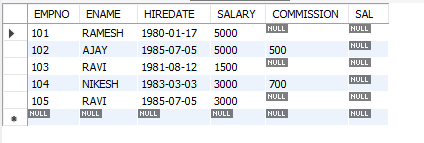 EMPNO ENAME HIREDATE SALARY COMMISSION SAL
101 RAMESH 1980-01-17 5000 NULL NULL
102 AJAY 1985-07-05 5000 500 NULL
103 RAVI 1981-08-12 1500 NULL NULL
104 NIKESH 1983-03-03 3000 700 NULL
105 RAVI 1985-07-05 3000 NULL NULL
NULL NULL NULL NULL NULL NULL